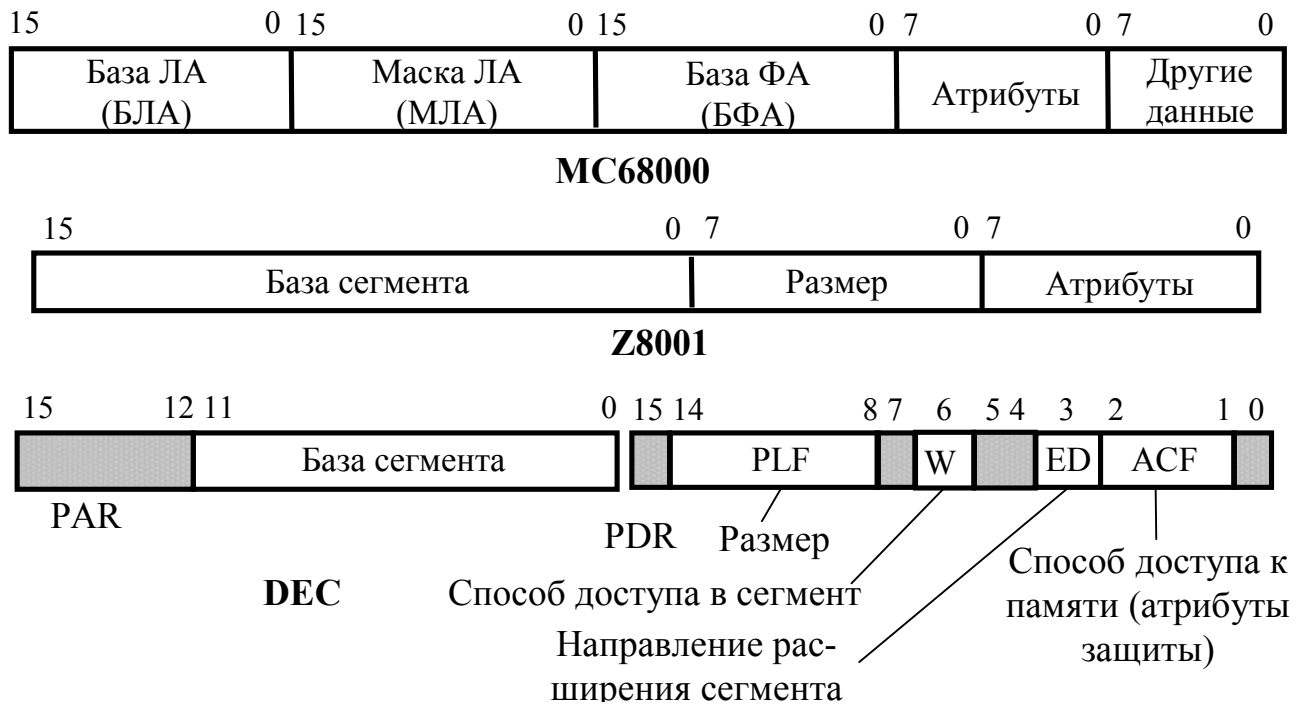 15 0 15 0 15 0 7 0 7 0
База ЛА
(БЛА)
Маска ЛА
(МЛА)
База ФА
(БФА)
Атрибуты
Другие
данные
MC68000
15 0 7 0 7 0
База сегмента
Размер
Атрибуты
Z8001
15 12 11 0 15 14 8 7 6 5 4 3 2 1 0
База сегмента
PLF
W
ED
ACF
PAR
PDR
Размер
DEC
Способ доступа в сегмент
Направление рас-
ширения сегмента
Способ доступа к
памяти (атрибуты
защиты)